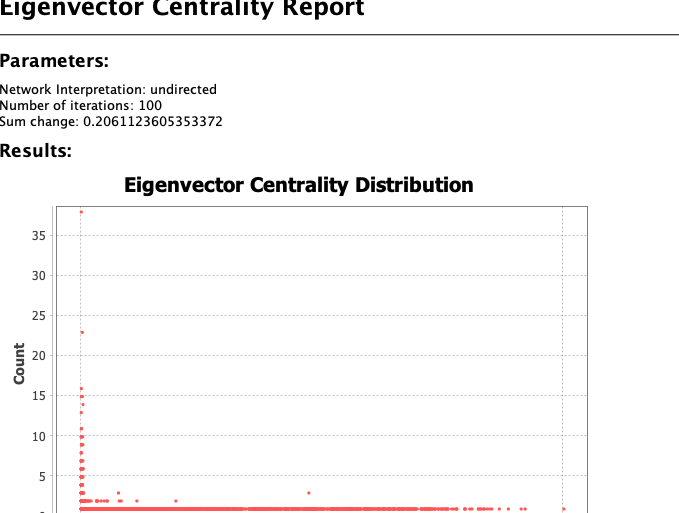 Eigenvector Centrality Report
Parameters:
Network Interpretation: undirected
Number of iterations: 100
Sum change: 0.2061123605353372
Results:
Eigenvector Centrality Distribution
35
30
25
20
15
10
5
Count